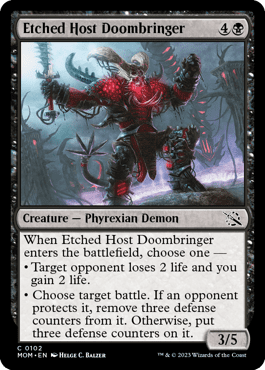 Etched Host Doombringer 4
Creature — Phyrexian Demon
When Etched Host Doombringer
enters the battlefield, choose one —
• Target opponent loses 2 life and you
gain 2 life.
• Choose target battle. If an opponent
protects it, remove three defense
counters from it. Otherwise, put
three defense counters on it.
3/5
C 0102
MOM • EN Helge C. Balzer
™ & © 2023 Wizards of the Coast